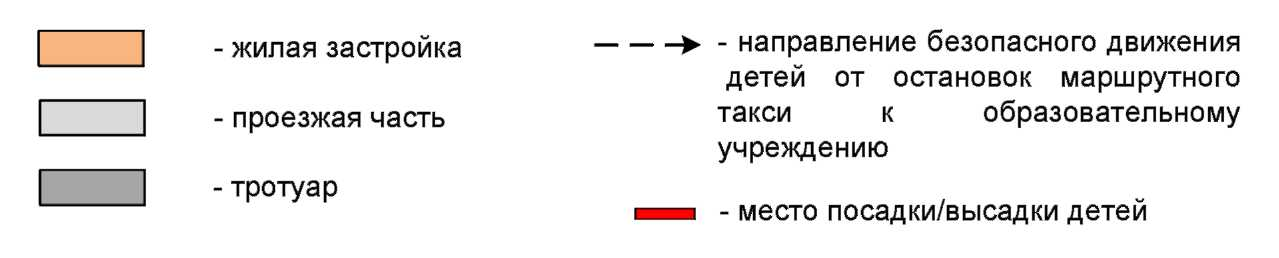 - жилая застройка
- проезжая часть
- тротуар
- направление безопасного движения
детей от остановок маршрутного
такси к образовательному
учреждению
- место посадки/высадки детей